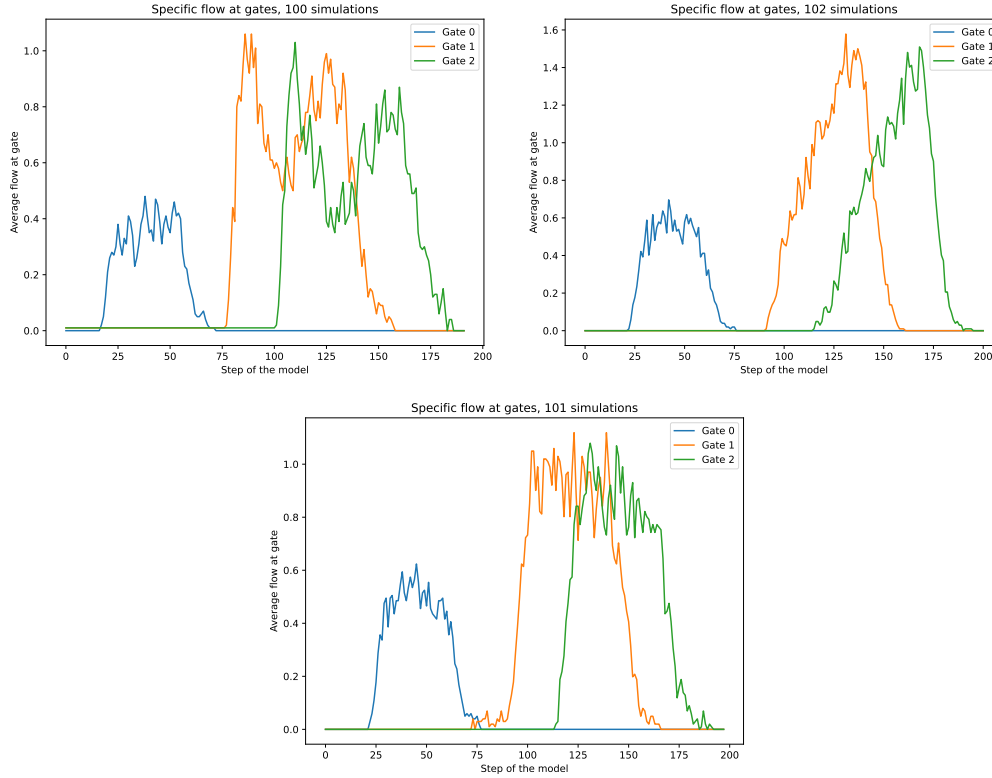 Specific flow at gates, 100 simulations
Average flow at gate
1.0
0.8
0.6
0.4
0.2
0.0
0 25 50 75 100 125 150 175 200
Step of the model
Gate 0
Gate 1
Gate 2
Specific flow at gates, 102 simulations
Average flow at gate
1.6
1.4
1.2
1.0
0.8
0.6
0.4
0.2
0.0
0 25 50 75 100 125 150 175 200
Step of the model
Gate 0
Gate 1
Gate 2
Specific flow at gates, 101 simulations
Average flow at gate
1.0
0.8
0.6
0.4
0.2
0.0
0 25 50 75 100 125 150 175 200
Step of the model
Gate 0
Gate 1
Gate 2